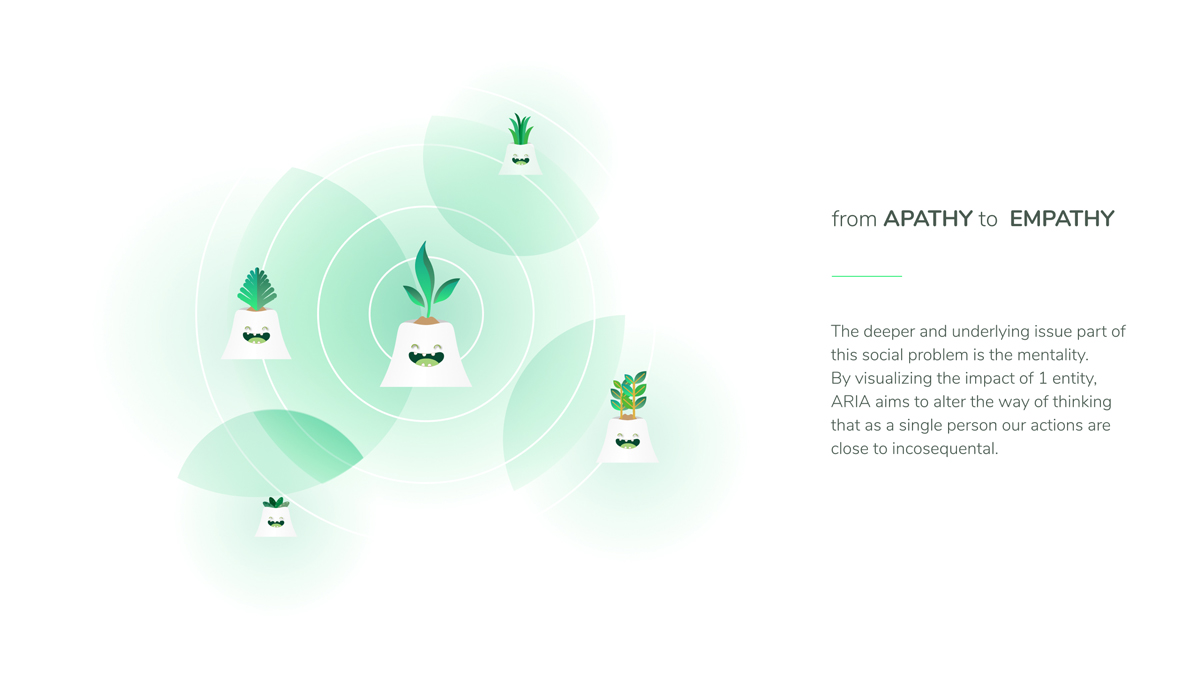 from APATHY to EMPATHY
The deeper and underlying issue part of
this social problem is the mentality.
By visualizing the impact of 1 entity,
ARIA aims to alter the way of thinking
that as a single person our actions are
close to incosequental.